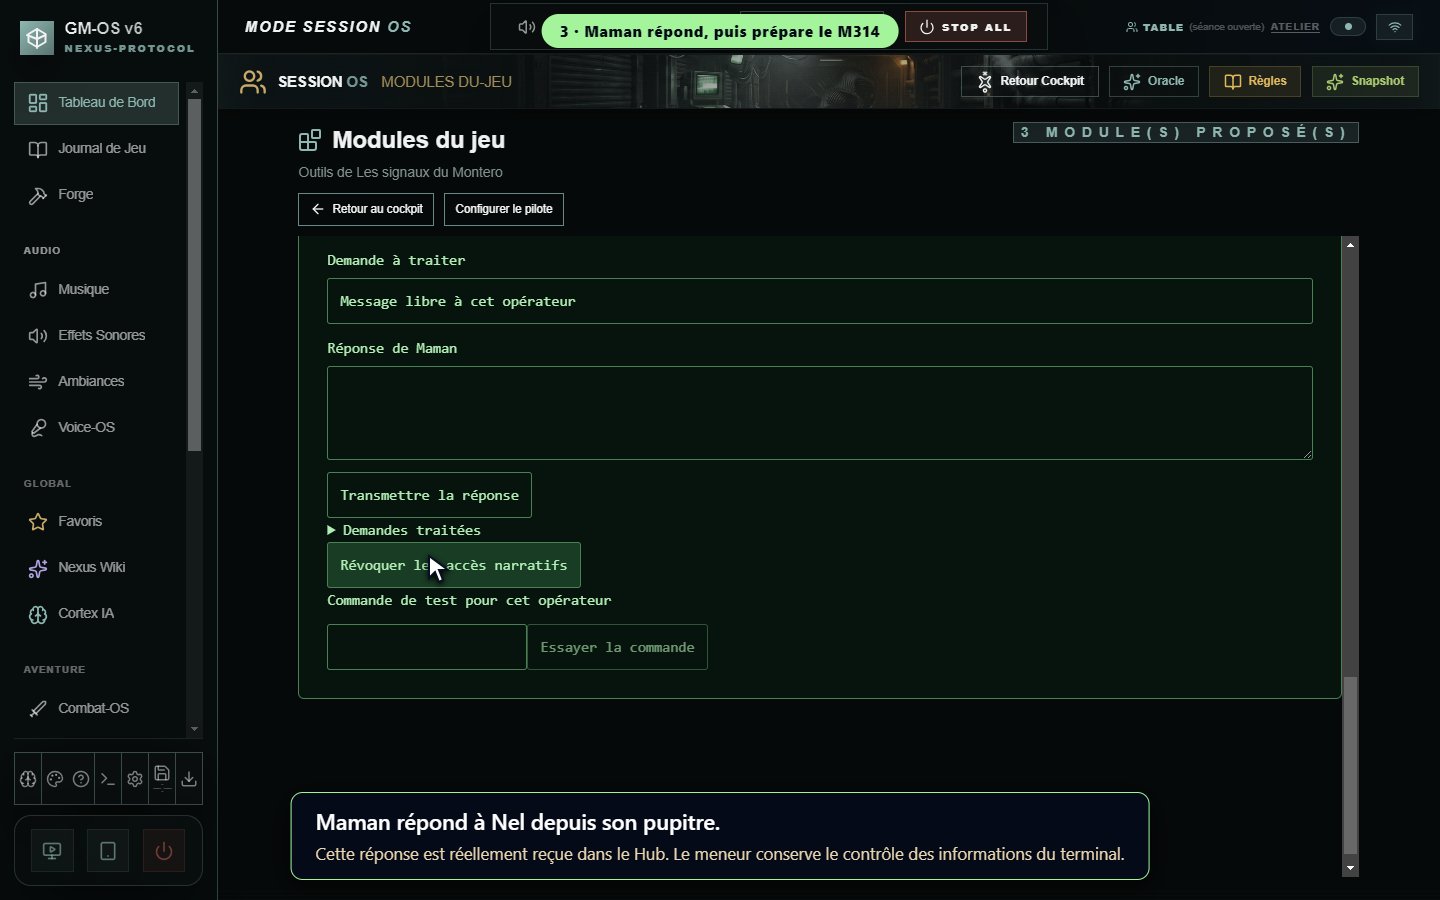 GM-OS v6
NEXUS-PROTOCOL
MODE SESSION OS
3 · Maman répond, puis prépare le M314
STOP ALL
TABLE (séance ouverte) ATELIER
SESSION OS MODULES DU-JEU
Retour Cockpit
Oracle
Règles
Snapshot
Tableau de Bord
Journal de Jeu
Forge
AUDIO
Musique
Effets Sonores
Ambiances
Voice-OS
GLOBAL
Favoris
Nexus Wiki
Cortex IA
AVENTURE
Combat-OS
Modules du jeu
3 MODULE(S) PROPOSÉ(S)
Outils de Les signaux du Montero
Retour au cockpit
Configurer le pilote
Demande à traiter
Message libre à cet opérateur
Réponse de Maman
Transmettre la réponse
Demandes traitées
Révoquer le accès narratifs
Commande de test pour cet opérateur
Essayer la commande
Maman répond à Nel depuis son pupitre.
Cette réponse est réellement reçue dans le Hub. Le meneur conserve le contrôle des informations du terminal.